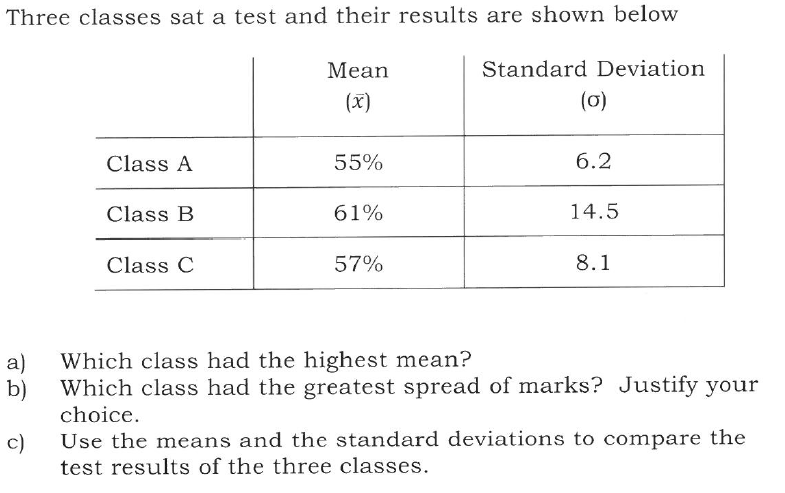 Three classes sat a test and their results are shown below
Mean Standard Deviation
(x̄) (σ)
Class A 55% 6.2
Class B 61% 14.5
Class C 57% 8.1
a) Which class had the highest mean?
b) Which class had the greatest spread of marks? Justify your
choice.
c) Use the means and the standard deviations to compare the
test results of the three classes.